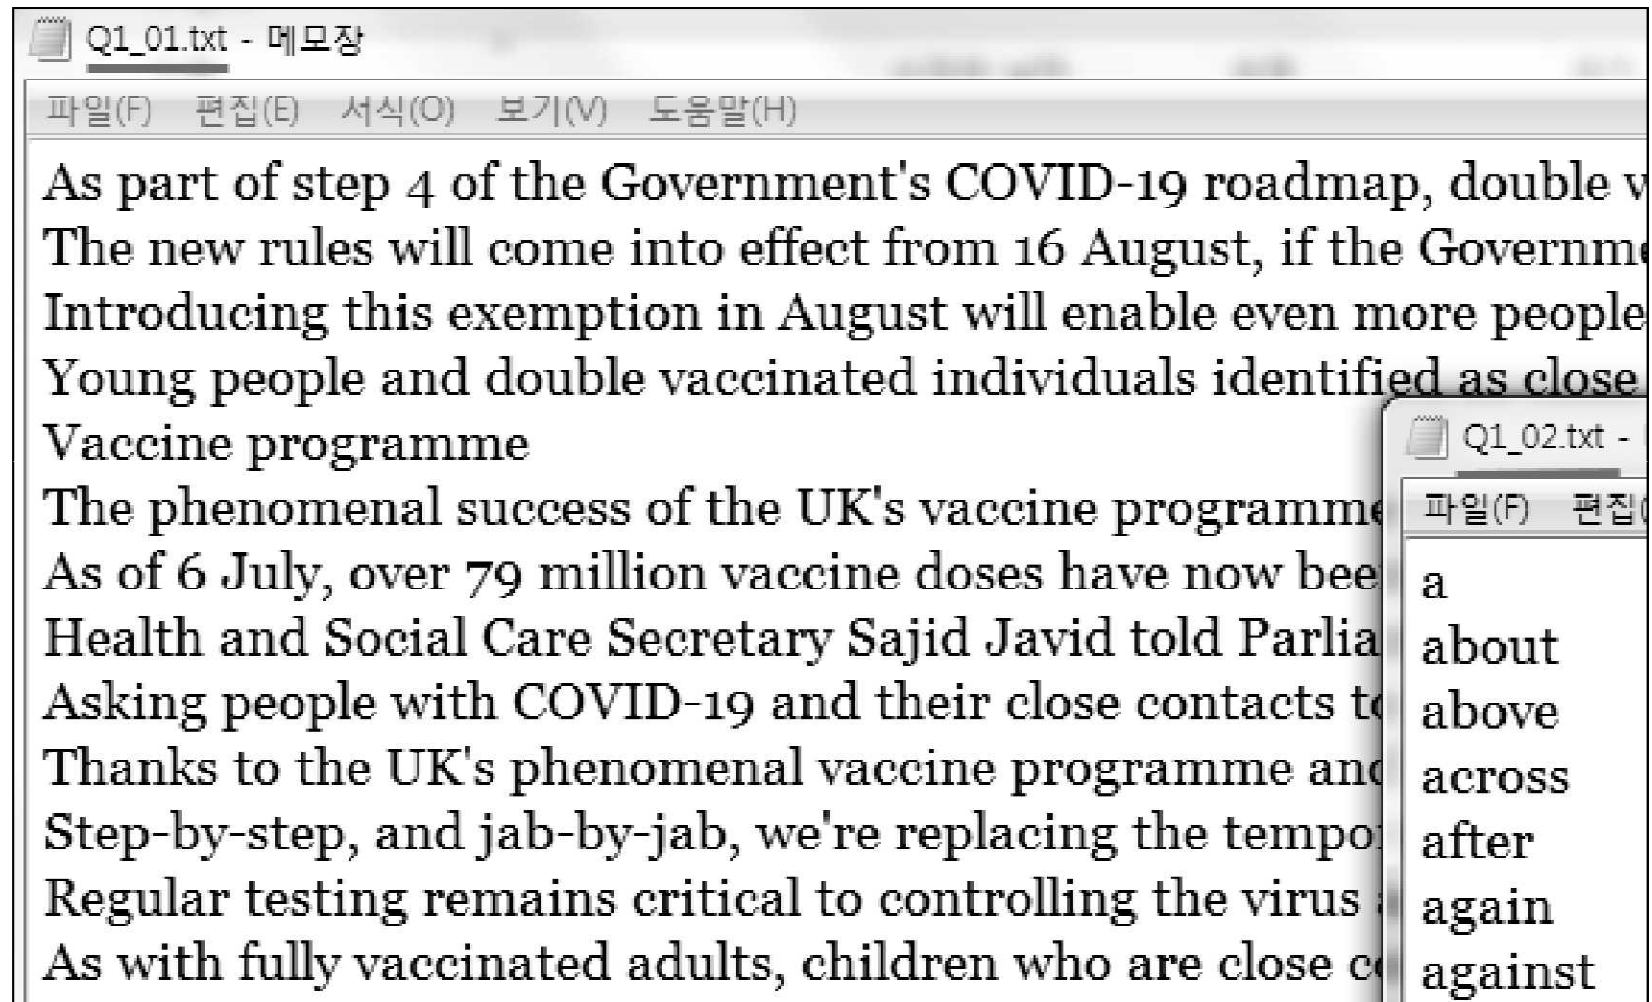 Q1_01.txt - 메모장
파일(F) 편집(E) 서식(O) 보기(V) 도움말(H)
As part of step 4 of the Government's COVID-19 roadmap, double
The new rules will come into effect from 16 August, if the
Introducing this exemption in August will enable even more people
Young people and double vaccinated individuals identified as close
Vaccine programme
The phenomenal success of the UK's vaccine programme
As of 6 July, over 79 million vaccine doses have now
Health and Social Care Secretary Sajid Javid told
Asking people with COVID-19 and their close contacts
Thanks to the UK's phenomenal vaccine programme
Step-by-step, and jab-by-jab, we're replacing the
Regular testing remains critical to controlling the virus
As with fully vaccinated adults, children who are close
Q1_02.txt -
파일(F) 편집
a
about
above
across
after
again
against